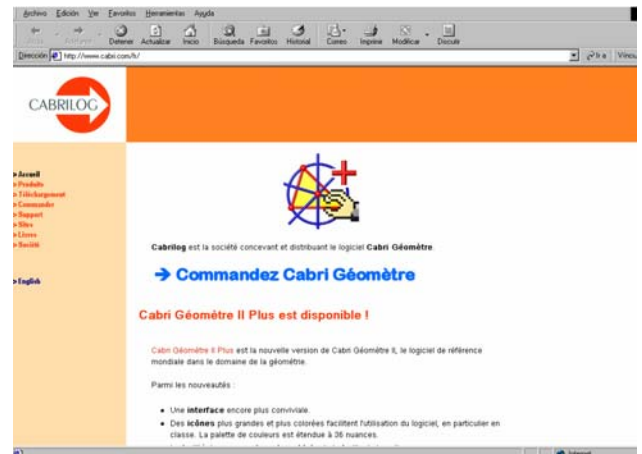 Archivo Edición Ver Favoritos Herramientas Ayuda
Detener Actualizar Inicio Búsqueda Favoritos Historial Correo Imprimir Modificar Discutir
Dirección http://www.cabri.com/fr/ Ir a
CABRILOG
Accueil
Produits
Téléchargement
Commander
Support
Sites
Livres
Société
English
Cabrilog est la société concevant et distribuant le logiciel Cabri Géomètre.
➔ Commandez Cabri Géomètre
Cabri Géomètre II Plus est disponible !
Cabri Géomètre II Plus est la nouvelle version de Cabri Géomètre II, le logiciel de référence
mondiale dans le domaine de la géométrie.
Parmi les nouveautés :
• Une interface encore plus conviviale.
• Des icônes plus grandes et plus colorées facilitent l'utilisation du logiciel, en particulier en
classe. La palette de couleurs est étendue à 36 nuances.
Internet